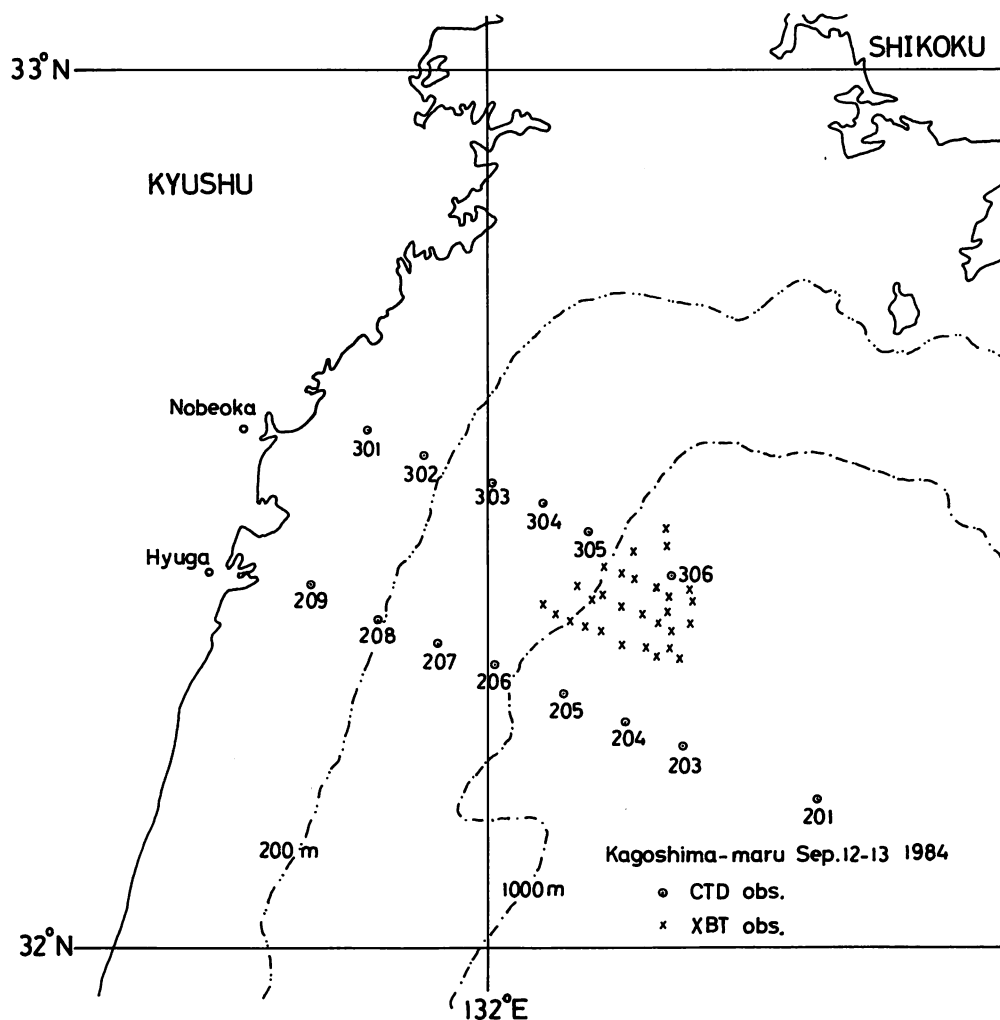 SHIKOKU
33°N
KYUSHU
Nobeoka
301
302
303
304
305
Hyuga
306
209
208
207
206
205
204
203
201
200 m
Kagoshima-maru Sep.12-13 1984
1000 m
⊙ CTD obs.
x XBT obs.
32°N
132°E